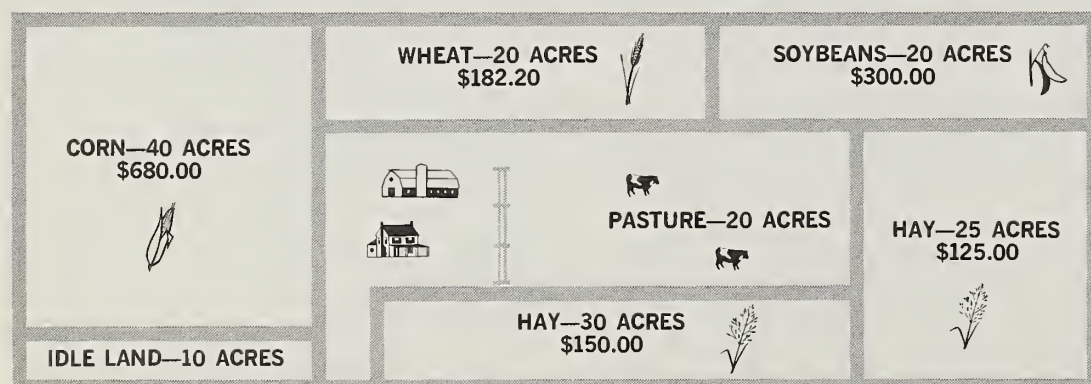 WHEAT—20 ACRES
$182.20
SOYBEANS—20 ACRES
$300.00
CORN—40 ACRES
$680.00
PASTURE—20 ACRES
HAY—25 ACRES
$125.00
HAY—30 ACRES
$150.00
IDLE LAND—10 ACRES